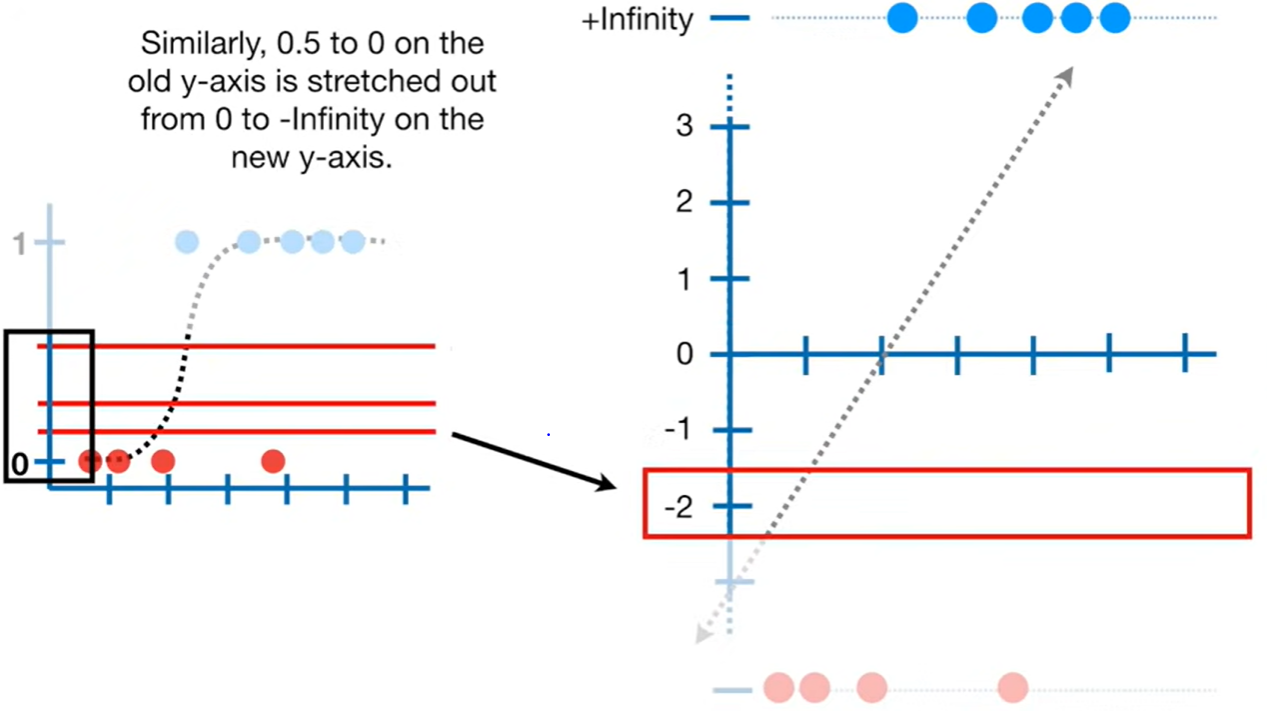 Similarly, 0.5 to 0 on the
old y-axis is stretched out
from 0 to -Infinity on the
new y-axis.
1
0
+Infinity
3
2
1
0
-1
-2